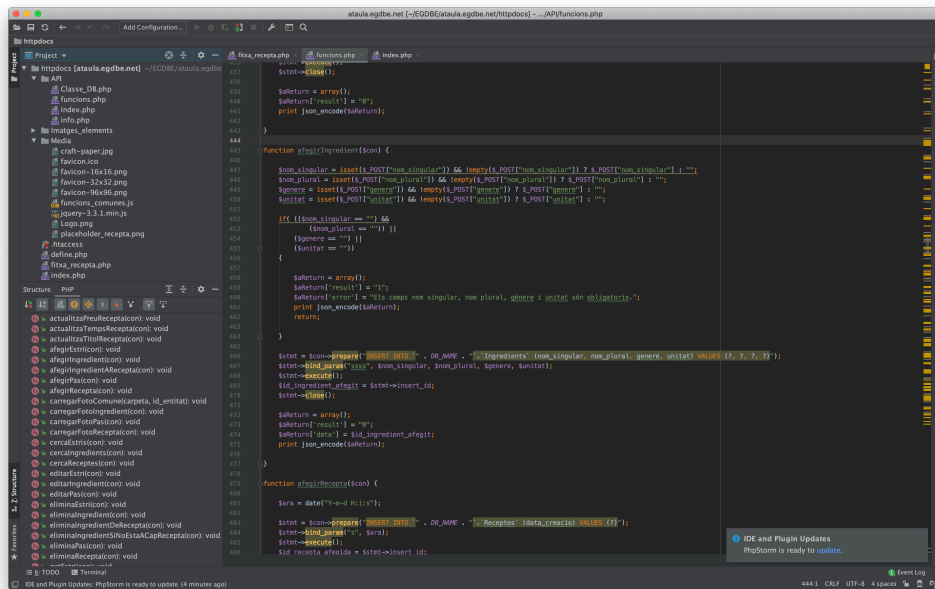 ataula.egdbe.net [~/EGDBE/ataula.egdbe.net/httpdocs] - .../API/funcions.php
Add Configuration...
httpdocs
Project
fitxa_recepta.php
funcions.php
index.php
httpdocs [ataula.egdbe.net] ~/EGDBE/ataula.egdbe
API
Classe_DB.php
funcions.php
index.php
info.php
Imatges_elements
Media
craft-paper.jpg
favicon.ico
favicon-16x16.png
favicon-32x32.png
favicon-96x96.png
funcions_comunes.js
jquery-3.3.1.min.js
Logo.png
placeholder_recepta.png
.htaccess
define.php
fitxa_recepta.php
index.php
Structure PHP
actualitzaPreuRecepta(con): void
actualitzaTempsRecepta(con): void
actualitzaTitolRecepta(con): void
afegirEstri(con): void
afegirIngredient(con): void
afegirIngredientARecepta(con): void
afegirPas(con): void
afegirRecepta(con): void
carregarFotoComune(carpeta, id_entitat): void
carregarFotoIngredient(con): void
carregarFotoPas(con): void
carregarFotoRecepta(con): void
cercaEstris(con): void
cercaIngredients(con): void
cercaReceptes(con): void
editarEstri(con): void
editarIngredient(con): void
editarPas(con): void
eliminaEstri(con): void
eliminaIngredient(con): void
eliminaIngredientDeRecepta(con): void
eliminaIngredientSiNoEstaACapRecepta(con): void
eliminaPas(con): void
eliminaRecepta(con): void
Project
Z: Structure
Favorites
437 $stmt->close();
438
439 $aReturn = array();
440 $aReturn['result'] = "0";
441 print json_encode($aReturn);
442
443 }
444
445 function afegirIngredient($con) {
446
447 $nom_singular = isset($_POST["nom_singular"]) && !empty($_POST["nom_singular"]) ? $_POST["nom_singular"] : "";
448 $nom_plural = isset($_POST["nom_plural"]) && !empty($_POST["nom_plural"]) ? $_POST["nom_plural"] : "";
449 $genere = isset($_POST["genere"]) && !empty($_POST["genere"]) ? $_POST["genere"] : "";
450 $unitat = isset($_POST["unitat"]) && !empty($_POST["unitat"]) ? $_POST["unitat"] : "";
451
452 if( (($nom_singular == "") &&
453 ($nom_plural == "")) ||
454 ($genere == "") ||
455 ($unitat == ""))
456 {
457
458 $aReturn = array();
459 $aReturn['result'] = "1";
460 $aReturn['error'] = "Els camps nom singular, nom plural, gènere i unitat són obligatoris.";
461 print json_encode($aReturn);
462 return;
463
464 }
465
466 $stmt = $con->prepare("INSERT INTO `" . DB_NAME . "`.`Ingredients` (nom_singular, nom_plural, genere, unitat) VALUES (?, ?, ?, ?)");
467 $stmt->bind_param("ssss", $nom_singular, $nom_plural, $genere, $unitat);
468 $stmt->execute();
469 $id_ingredient_afegit = $stmt->insert_id;
470 $stmt->close();
471
472 $aReturn = array();
473 $aReturn['result'] = "0";
474 $aReturn['data'] = $id_ingredient_afegit;
475 print json_encode($aReturn);
476
477 }
478
479 function afegirRecepta($con) {
480
481 $ara = date("Y-m-d H:i:s");
482
483 $stmt = $con->prepare("INSERT INTO `" . DB_NAME . "`.`Receptes` (data_creacio) VALUES (?)");
484 $stmt->bind_param("s", $ara);
485 $stmt->execute();
486 $id_recepta_afegida = $stmt->insert_id;
IDE and Plugin Updates
PhpStorm is ready to update.
6: TODO
Terminal
Event Log
IDE and Plugin Updates: PhpStorm is ready to update. (4 minutes ago)
444:1 CRLF UTF-8 4 spaces